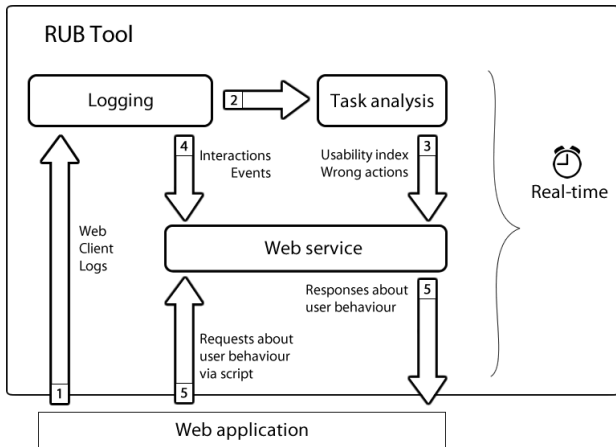 RUB Tool
Logging
2
Task analysis
4
Interactions
Events
Usability index
Wrong actions
3
Real-time
Web
Client
Logs
Web service
Responses about
user behaviour
5
Requests about
user behaviour
via script
1
5
Web application